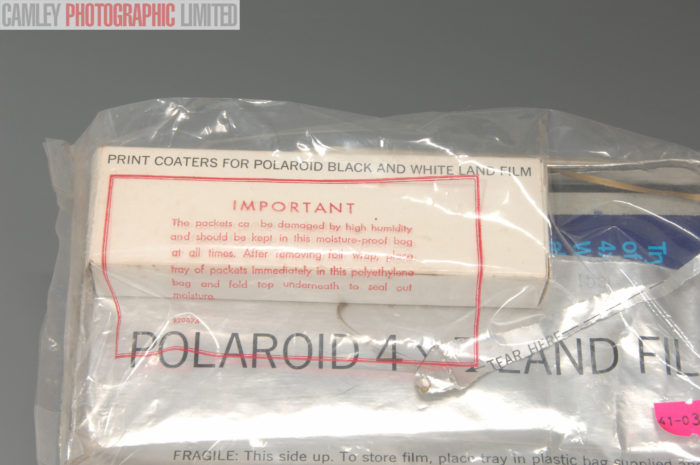 CAMLEY PHOTOGRAPHIC LIMITED
PRINT COATERS FOR POLAROID BLACK AND WHITE LAND FILM
IMPORTANT
The packets ca be damaged by high humidity
and should be kept in this moisture-proof bag
at all times. After removing foil wrap, place
tray of packets immediately in this polyethylene
bag and fold top underneath to seal out
moisture.
POLAROID 4 LAND FIL
TEAR HERE
41-03
FRAGILE: This side up. To store film, place tray in plastic bag supplied